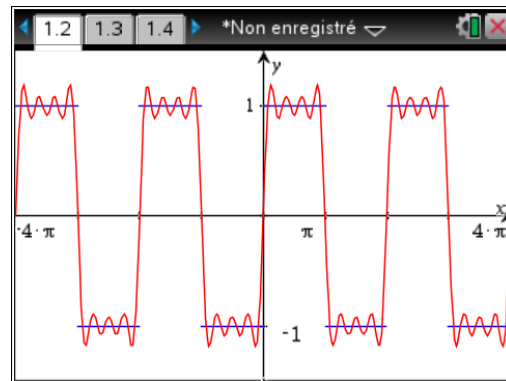 1.2 1.3 1.4 *Non enregistré
y
1
x
-4·π π 4·π
-1